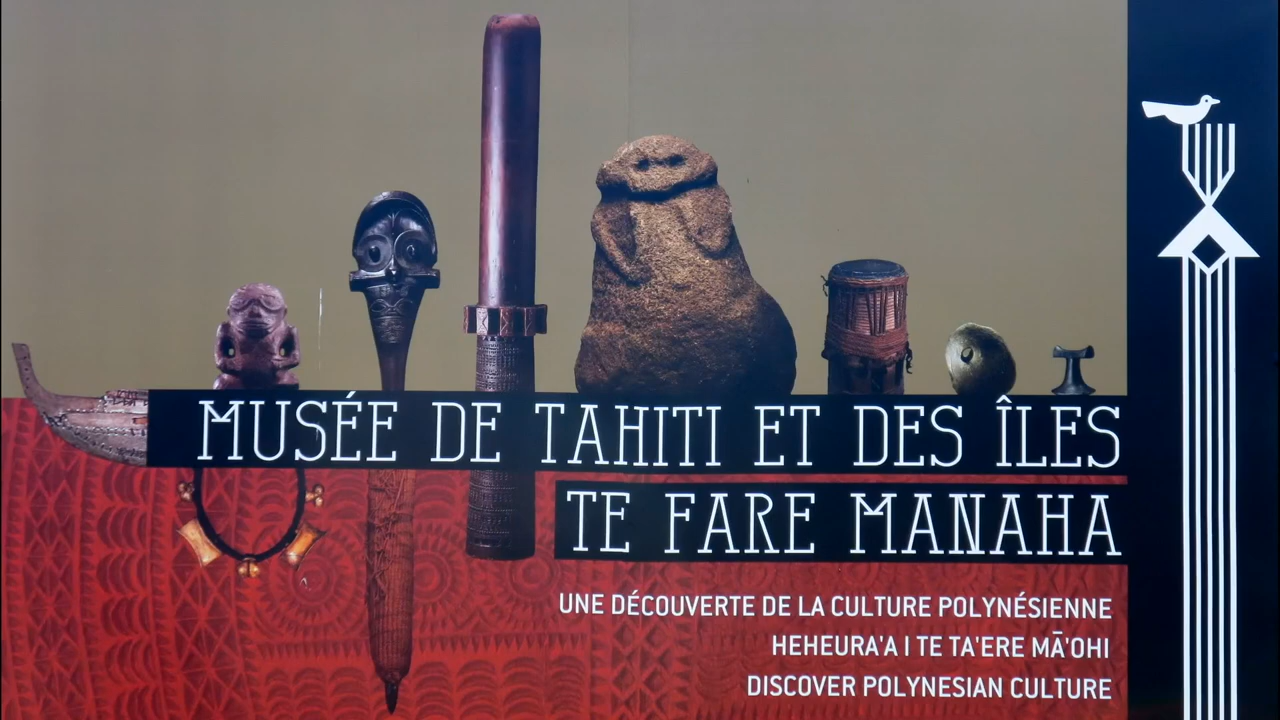 MUSÉE DE TAHITI ET DES ÎLES
TE FARE MANAHA
UNE DÉCOUVERTE DE LA CULTURE POLYNÉSIENNE
HEHEURA'A I TE TA'ERE MĀ'OHI
DISCOVER POLYNESIAN CULTURE